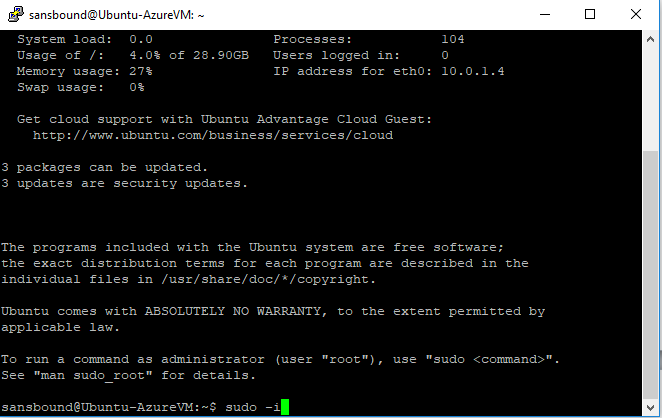 sansbound@Ubuntu-AzureVM: ~
System load:  0.0               Processes:           104
Usage of /:   4.0% of 28.90GB   Users logged in:     0
Memory usage: 27%               IP address for eth0: 10.0.1.4
Swap usage:   0%
Get cloud support with Ubuntu Advantage Cloud Guest:
http://www.ubuntu.com/business/services/cloud
3 packages can be updated.
3 updates are security updates.
The programs included with the Ubuntu system are free software;
the exact distribution terms for each program are described in the
individual files in /usr/share/doc/*/copyright.
Ubuntu comes with ABSOLUTELY NO WARRANTY, to the extent permitted by
applicable law.
To run a command as administrator (user "root"), use "sudo <command>".
See "man sudo_root" for details.
sansbound@Ubuntu-AzureVM:~$ sudo -i